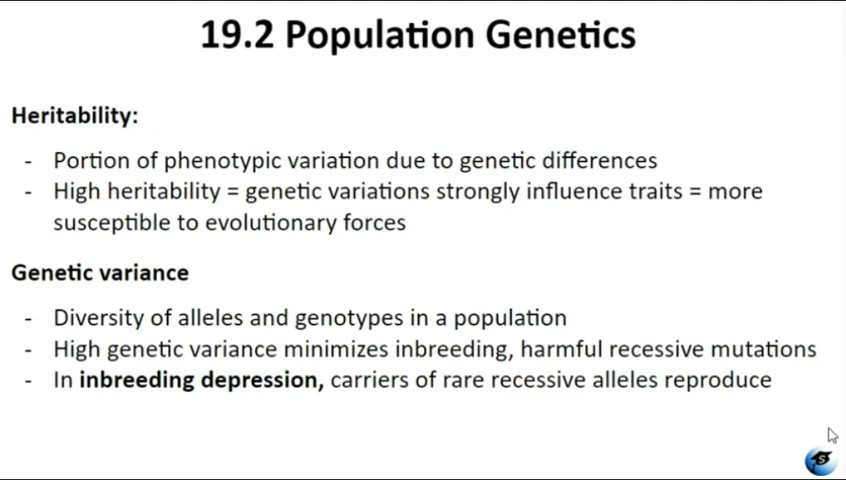 19.2 Population Genetics
Heritability:
- Portion of phenotypic variation due to genetic differences
- High heritability = genetic variations strongly influence traits = more
susceptible to evolutionary forces
Genetic variance
- Diversity of alleles and genotypes in a population
- High genetic variance minimizes inbreeding, harmful recessive mutations
- In inbreeding depression, carriers of rare recessive alleles reproduce
S